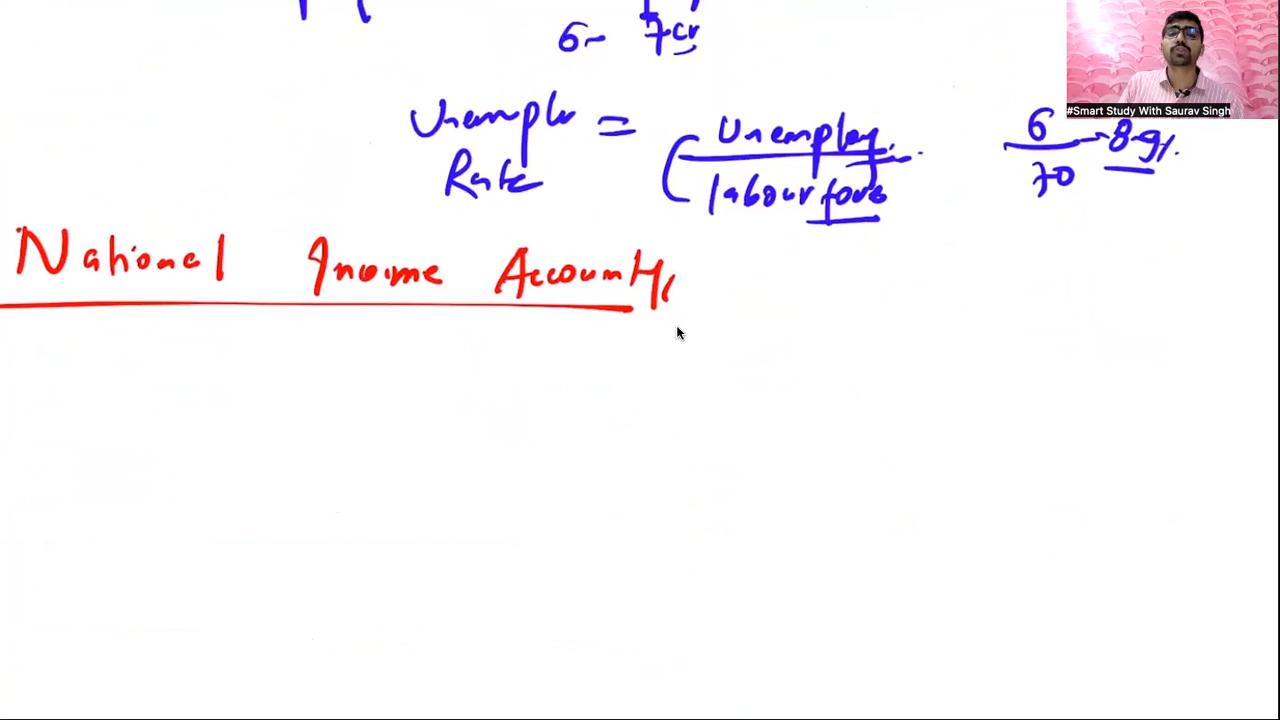 6- 7cr
#Smart Study With Saurav Singh
Unemplo = Unemploy.
Rate labour force
6
70
-8-9%.
National Income Accounts